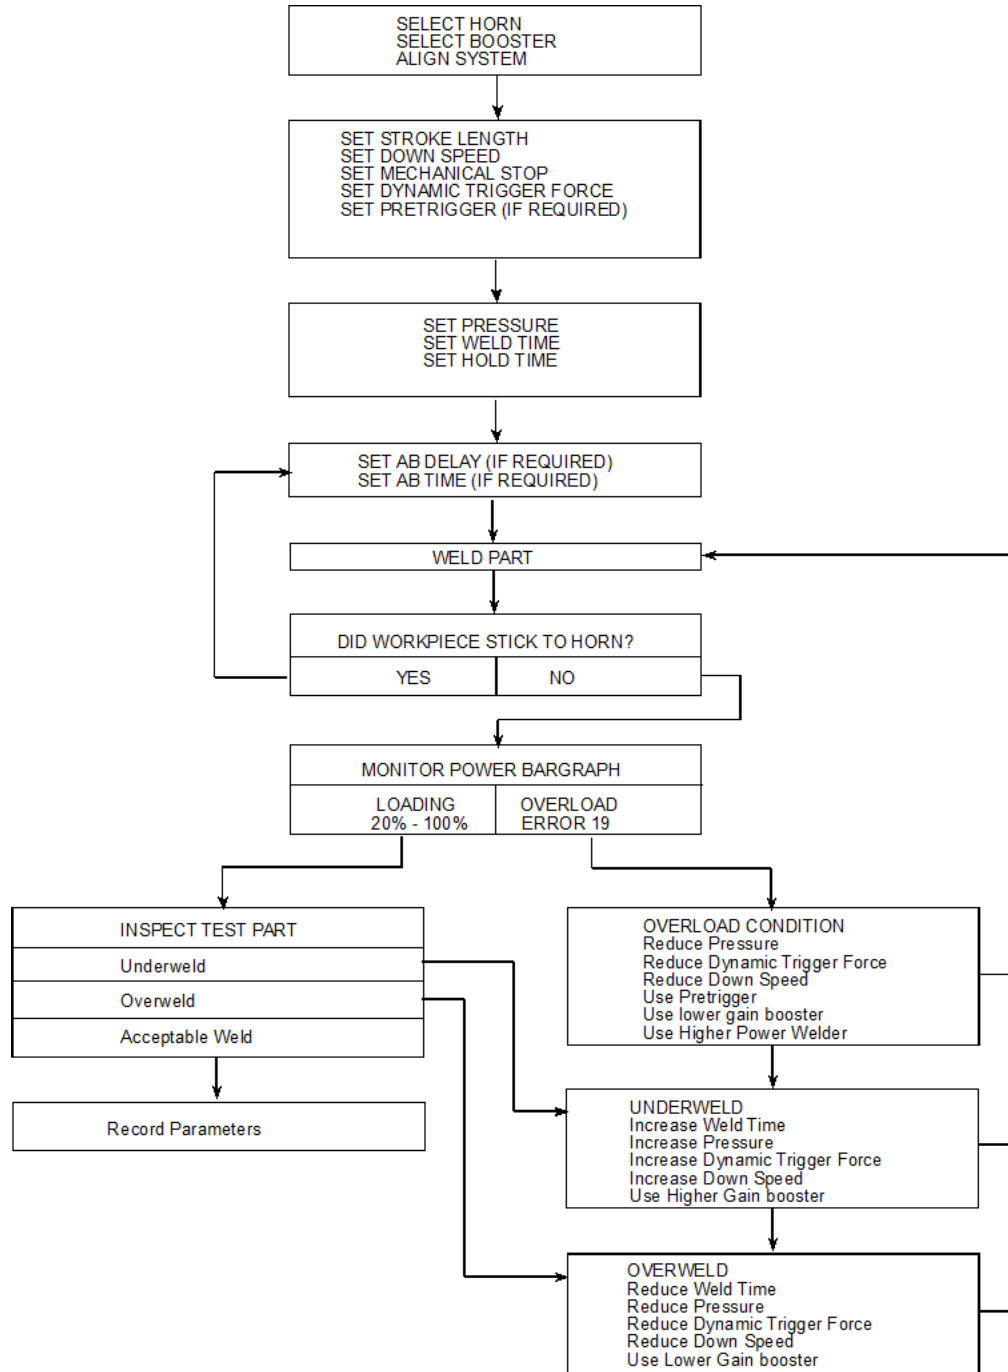 SELECT HORN
SELECT BOOSTER
ALIGN SYSTEM
SET STROKE LENGTH
SET DOWN SPEED
SET MECHANICAL STOP
SET DYNAMIC TRIGGER FORCE
SET PRETRIGGER (IF REQUIRED)
SET PRESSURE
SET WELD TIME
SET HOLD TIME
SET AB DELAY (IF REQUIRED)
SET AB TIME (IF REQUIRED)
WELD PART
DID WORKPIECE STICK TO HORN?
YES
NO
MONITOR POWER BARGRAPH
LOADING
20% - 100%
OVERLOAD
ERROR 19
INSPECT TEST PART
Underweld
Overweld
Acceptable Weld
Record Parameters
OVERLOAD CONDITION
Reduce Pressure
Reduce Dynamic Trigger Force
Reduce Down Speed
Use Pretrigger
Use lower gain booster
Use Higher Power Welder
UNDERWELD
Increase Weld Time
Increase Pressure
Increase Dynamic Trigger Force
Increase Down Speed
Use Higher Gain booster
OVERWELD
Reduce Weld Time
Reduce Pressure
Reduce Dynamic Trigger Force
Reduce Down Speed
Use Lower Gain booster